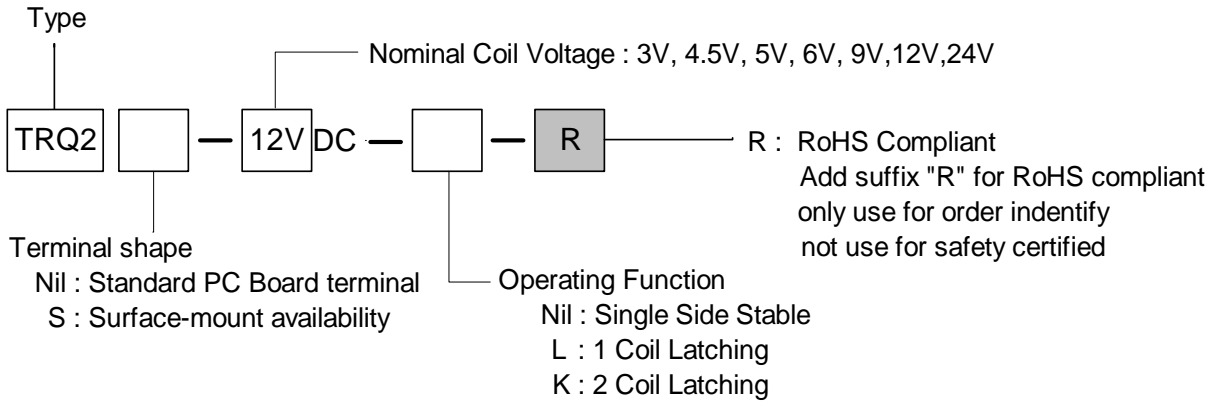 Type
Nominal Coil Voltage : 3V, 4.5V, 5V, 6V, 9V,12V,24V
TRQ2 — 12V DC — — R
R : RoHS Compliant
Add suffix "R" for RoHS compliant
only use for order indentify
not use for safety certified
Terminal shape
Nil : Standard PC Board terminal
S : Surface-mount availability
Operating Function
Nil : Single Side Stable
L : 1 Coil Latching
K : 2 Coil Latching